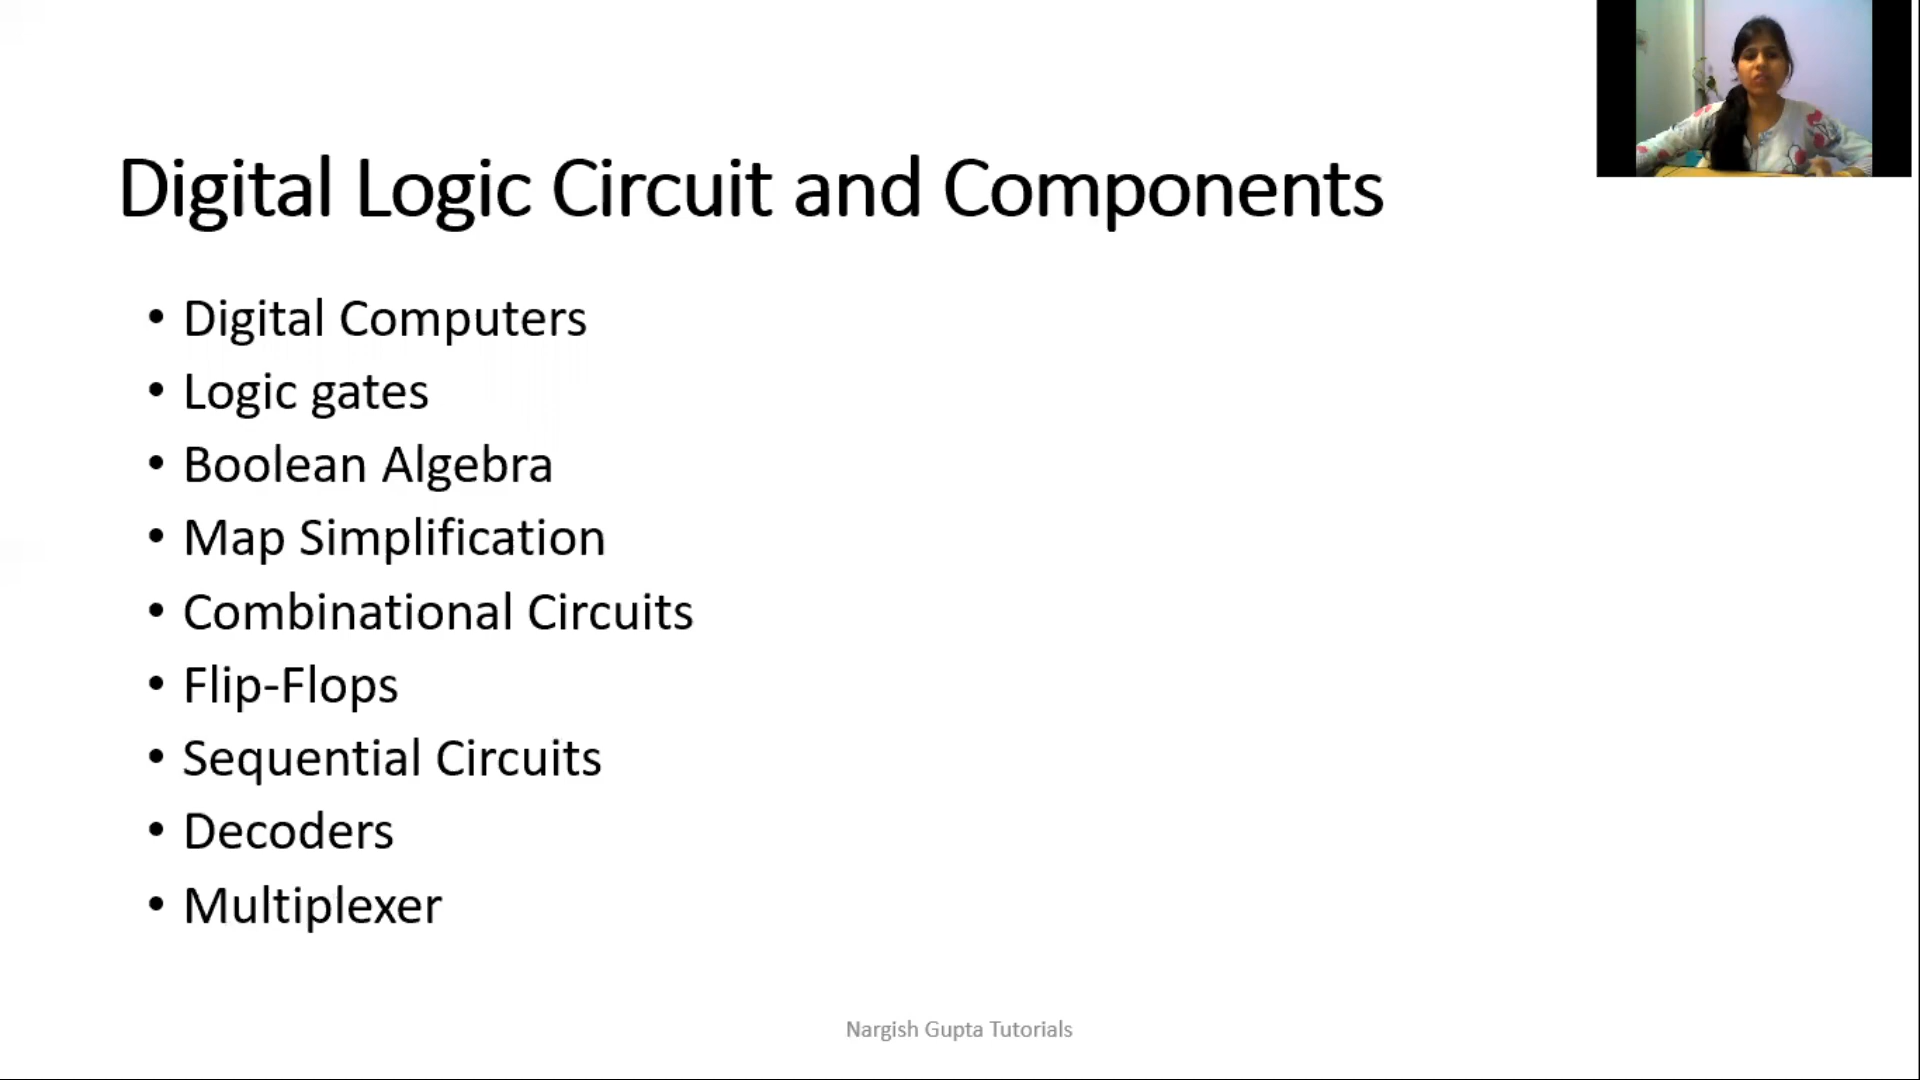 Digital Logic Circuit and Components
• Digital Computers
• Logic gates
• Boolean Algebra
• Map Simplification
• Combinational Circuits
• Flip-Flops
• Sequential Circuits
• Decoders
• Multiplexer
Nargish Gupta Tutorials